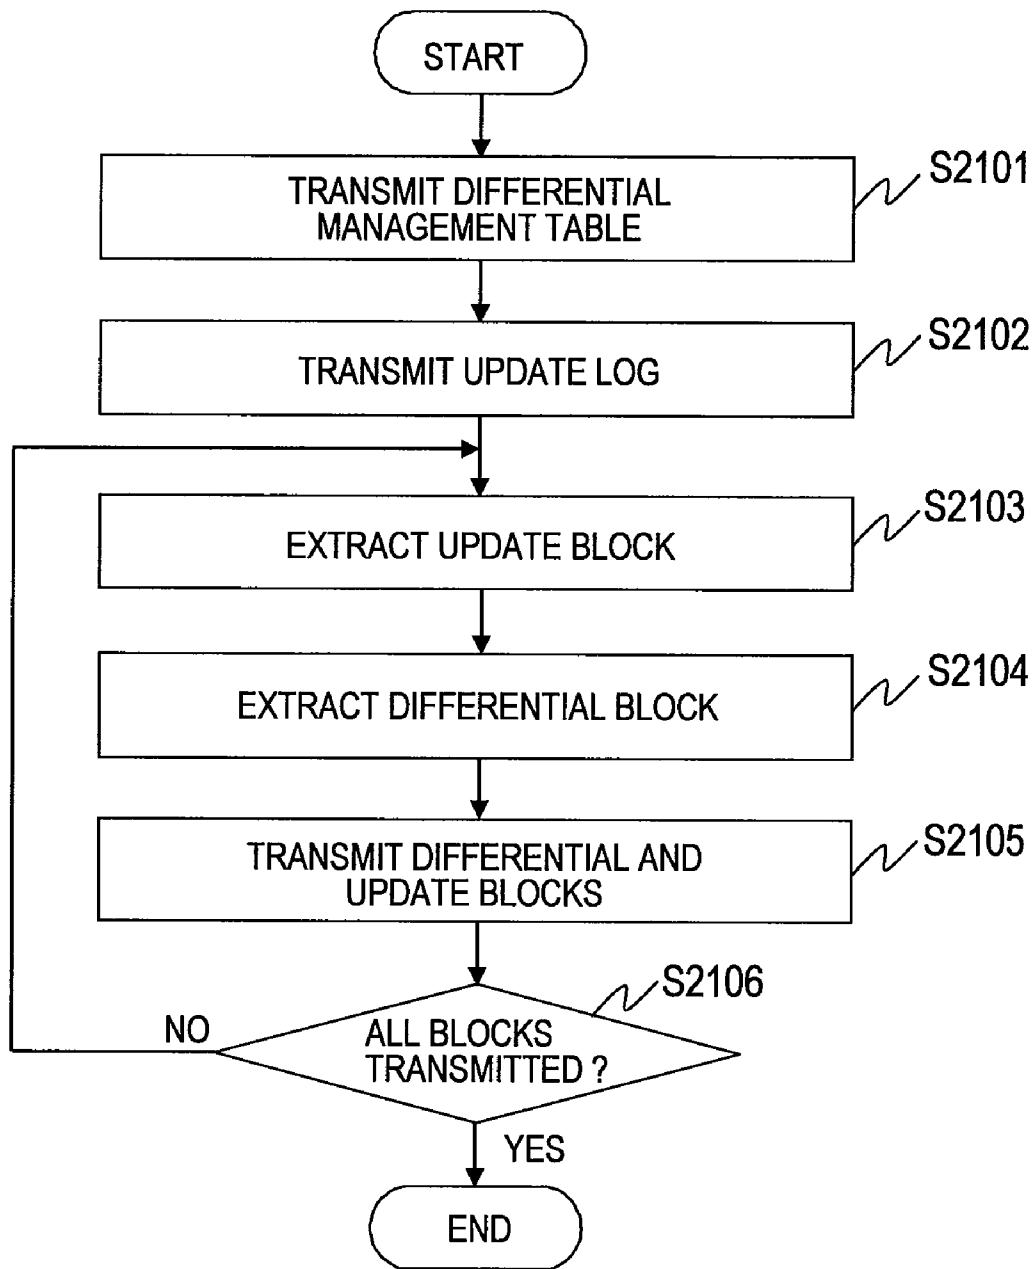 START
S2101
TRANSMIT DIFFERENTIAL
MANAGEMENT TABLE
S2102
TRANSMIT UPDATE LOG
S2103
EXTRACT UPDATE BLOCK
S2104
EXTRACT DIFFERENTIAL BLOCK
S2105
TRANSMIT DIFFERENTIAL AND
UPDATE BLOCKS
S2106
NO
ALL BLOCKS
TRANSMITTED ?
YES
END